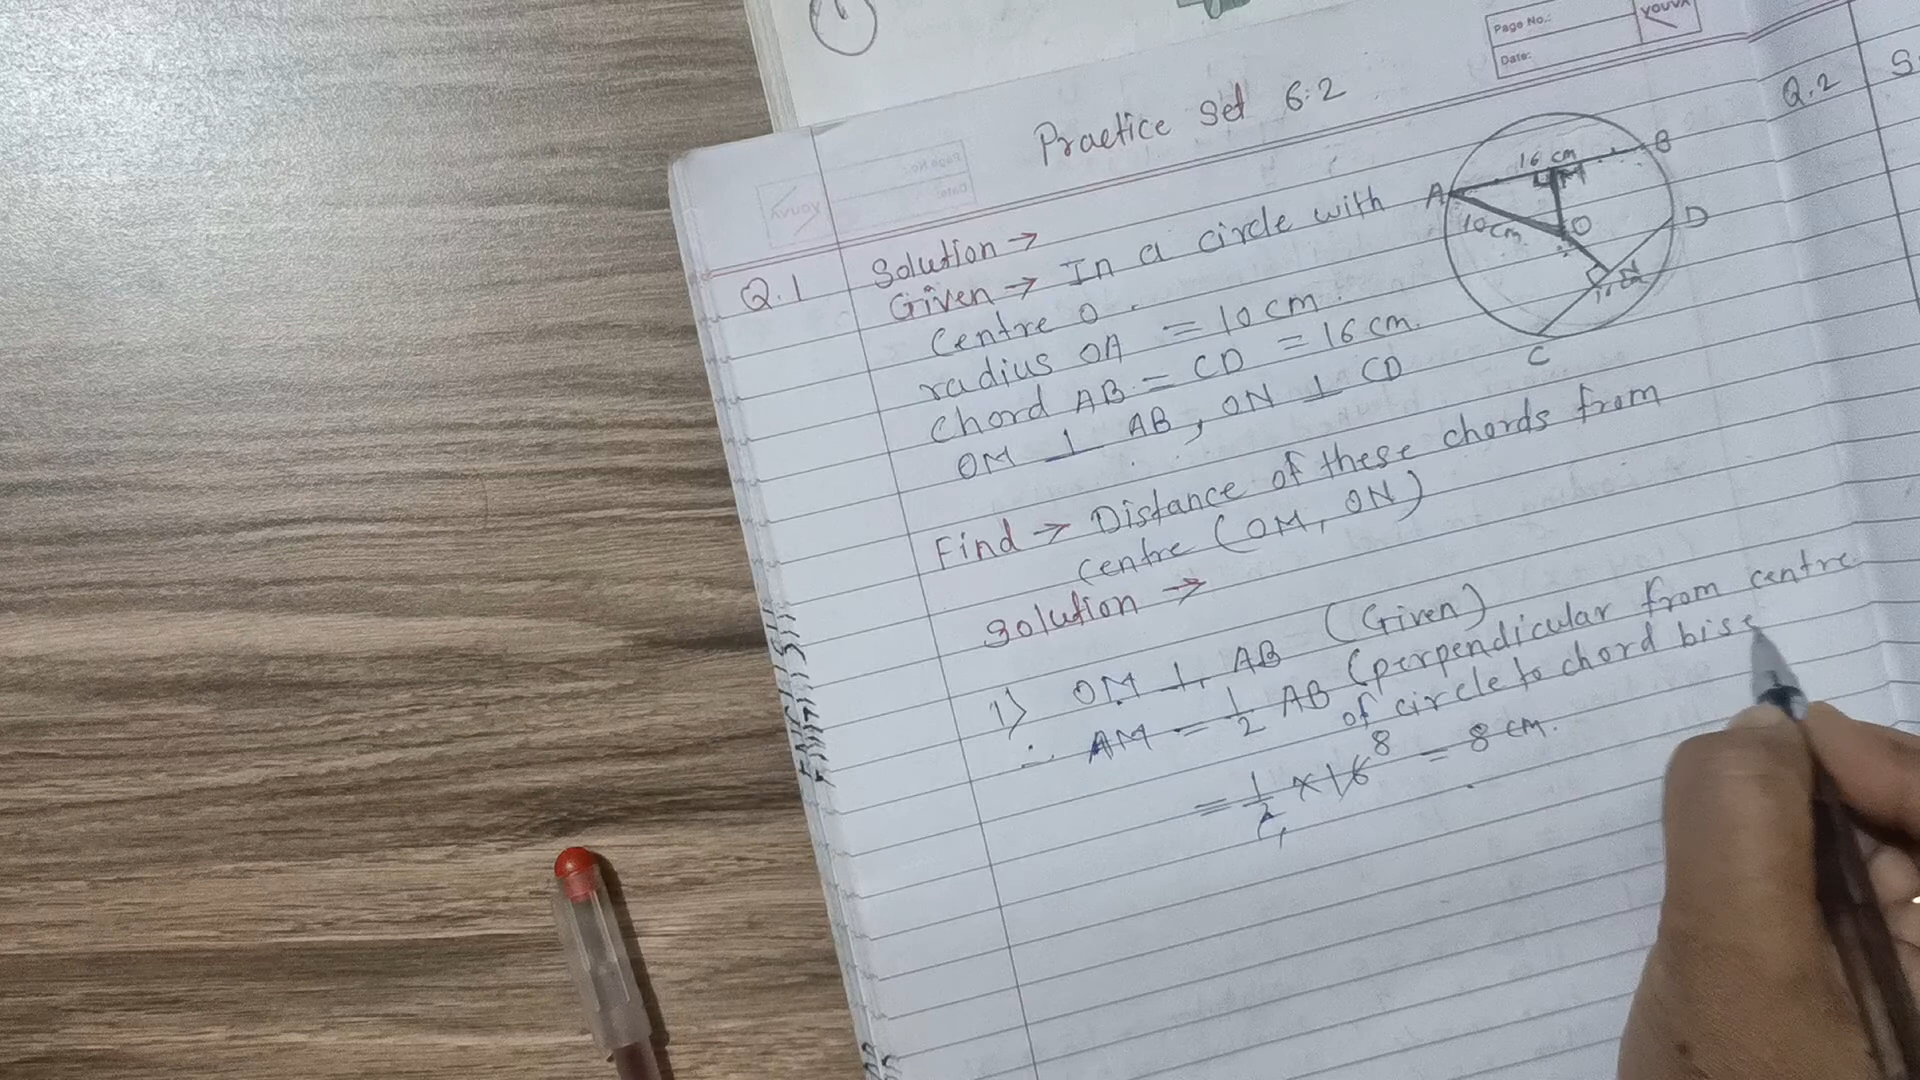 Page No.:
Date:
YOUVA
Practice Set 6.2
Q.1
Solution →
Given → In a circle with
Centre O.
radius OA = 10 cm.
Chord AB = CD = 16 cm.
OM ⊥ AB, ON ⊥ CD
Find → Distance of these chords from
centre (OM, ON)
Solution →
1) OM ⊥ AB (Given)
∴ AM = 1/2 AB (perpendicular from centre
of circle to chord bise
= 1/2 × 16 8 = 8 cm.
A
16 cm
B
M
10 cm
O
D
N
C
Q.2
S